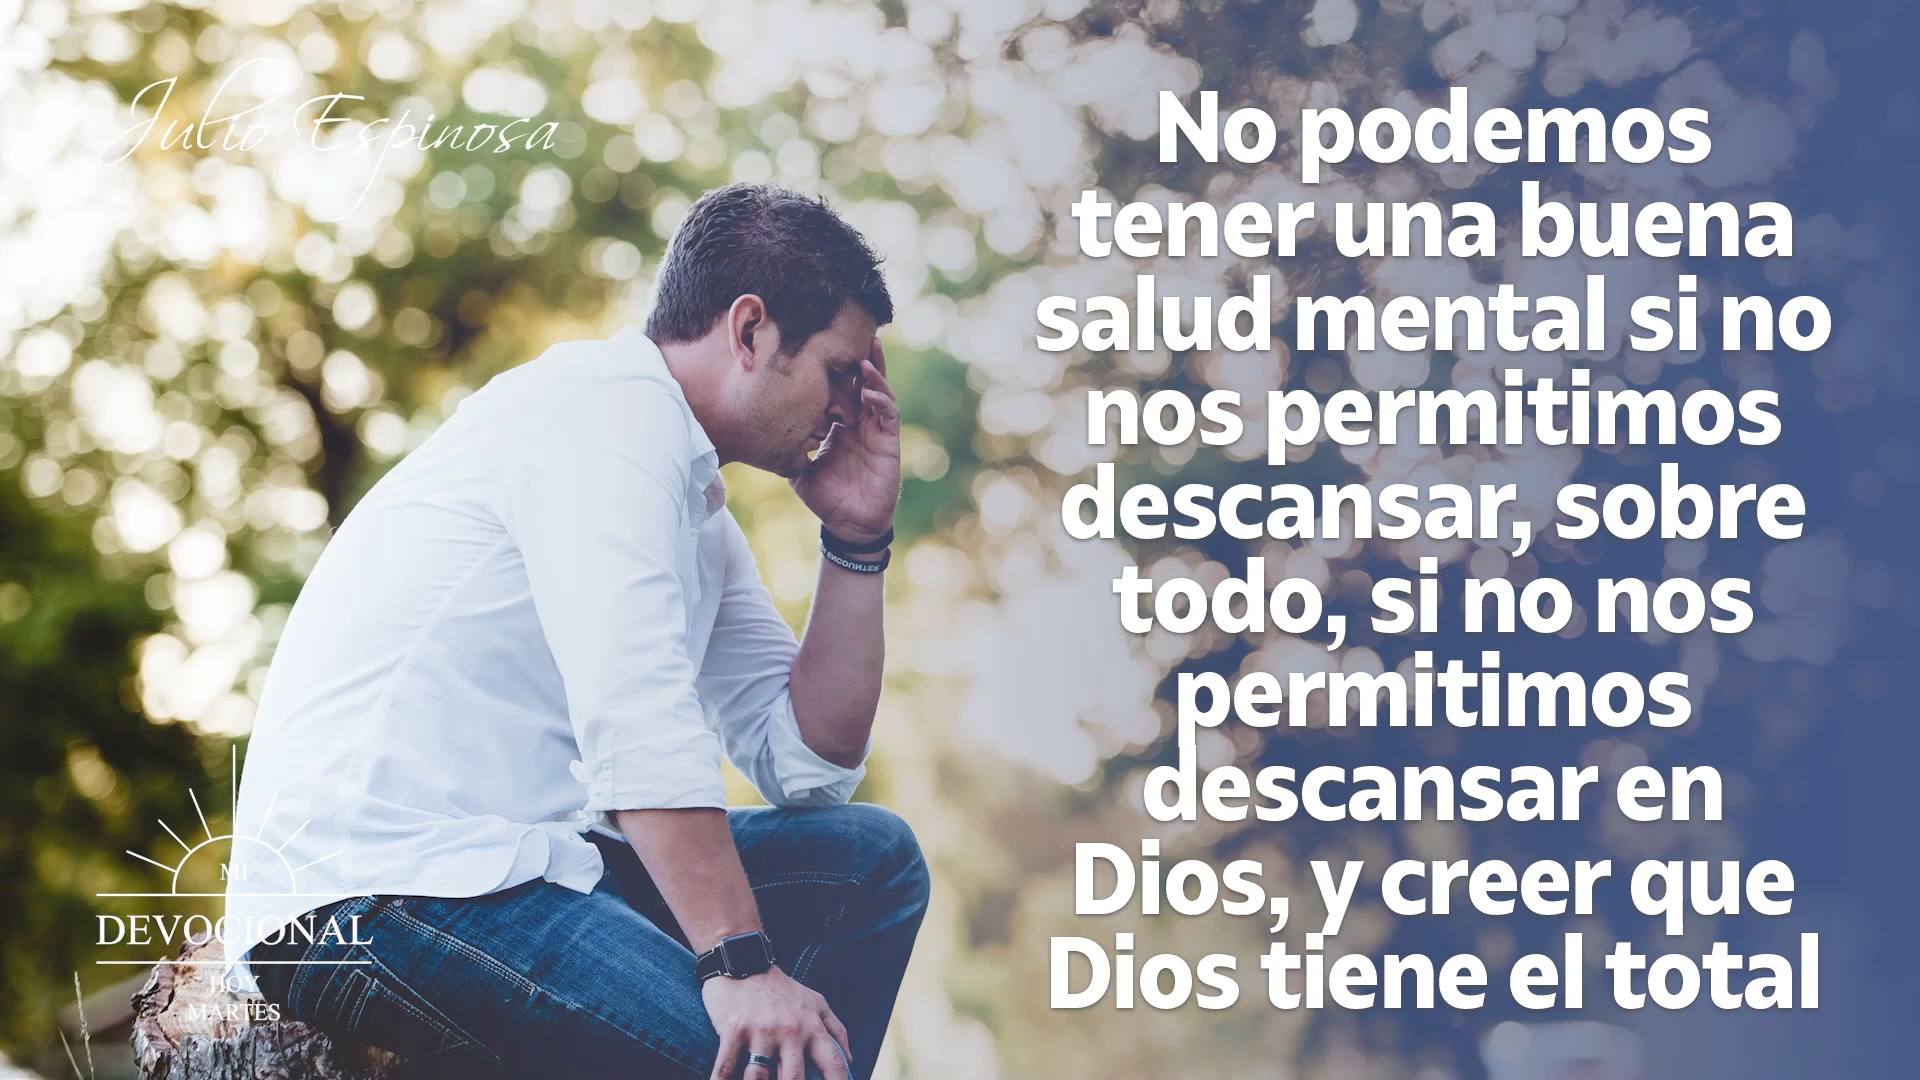 Julio Espinosa
No podemos
tener una buena
salud mental si no
nos permitimos
descansar, sobre
todo, si no nos
permitimos
descansar en
Dios, y creer que
Dios tiene el total
ENCOUNTER
MI
DEVOCIONAL
HOY
MARTES